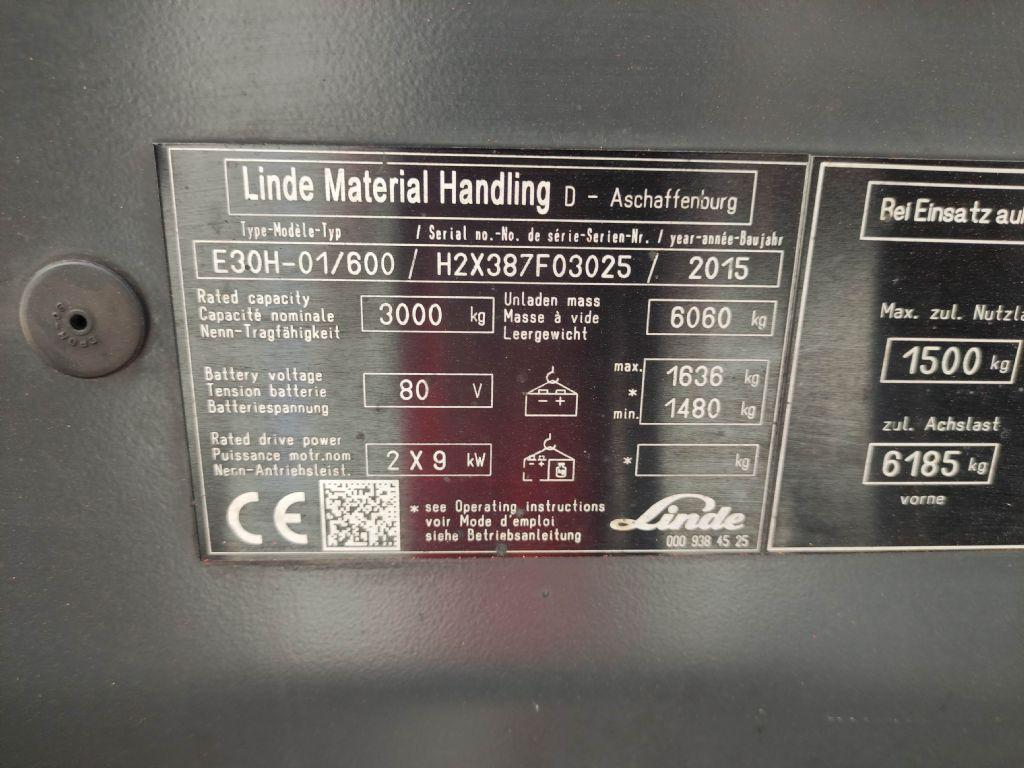 Linde Material Handling D - Aschaffenburg
Type-Modèle-Typ / Serial no.-No. de série-Serien-Nr. / year-année-Baujahr
E30H-01/600 / H2X387F03025 / 2015
Rated capacity
Capacité nominale
Nenn-Tragfähigkeit
3000 kg
Unladen mass
Masse à vide
Leergewicht
6060 kg
Battery voltage
Tension batterie
Batteriespannung
80 V
- +
max.
*
min.
1636 kg
1480 kg
Rated drive power
Puissance motr.nom
Nenn-Antriebsleist.
2 X 9 kW
- +
* kg
CE
* see Operating instructions
voir Mode d'emploi
siehe Betriebsanleitung
Linde
000 938 45 25
Bei Einsatz
Max. zul.
1500 kg
zul. Achslast
6185 kg
vorne